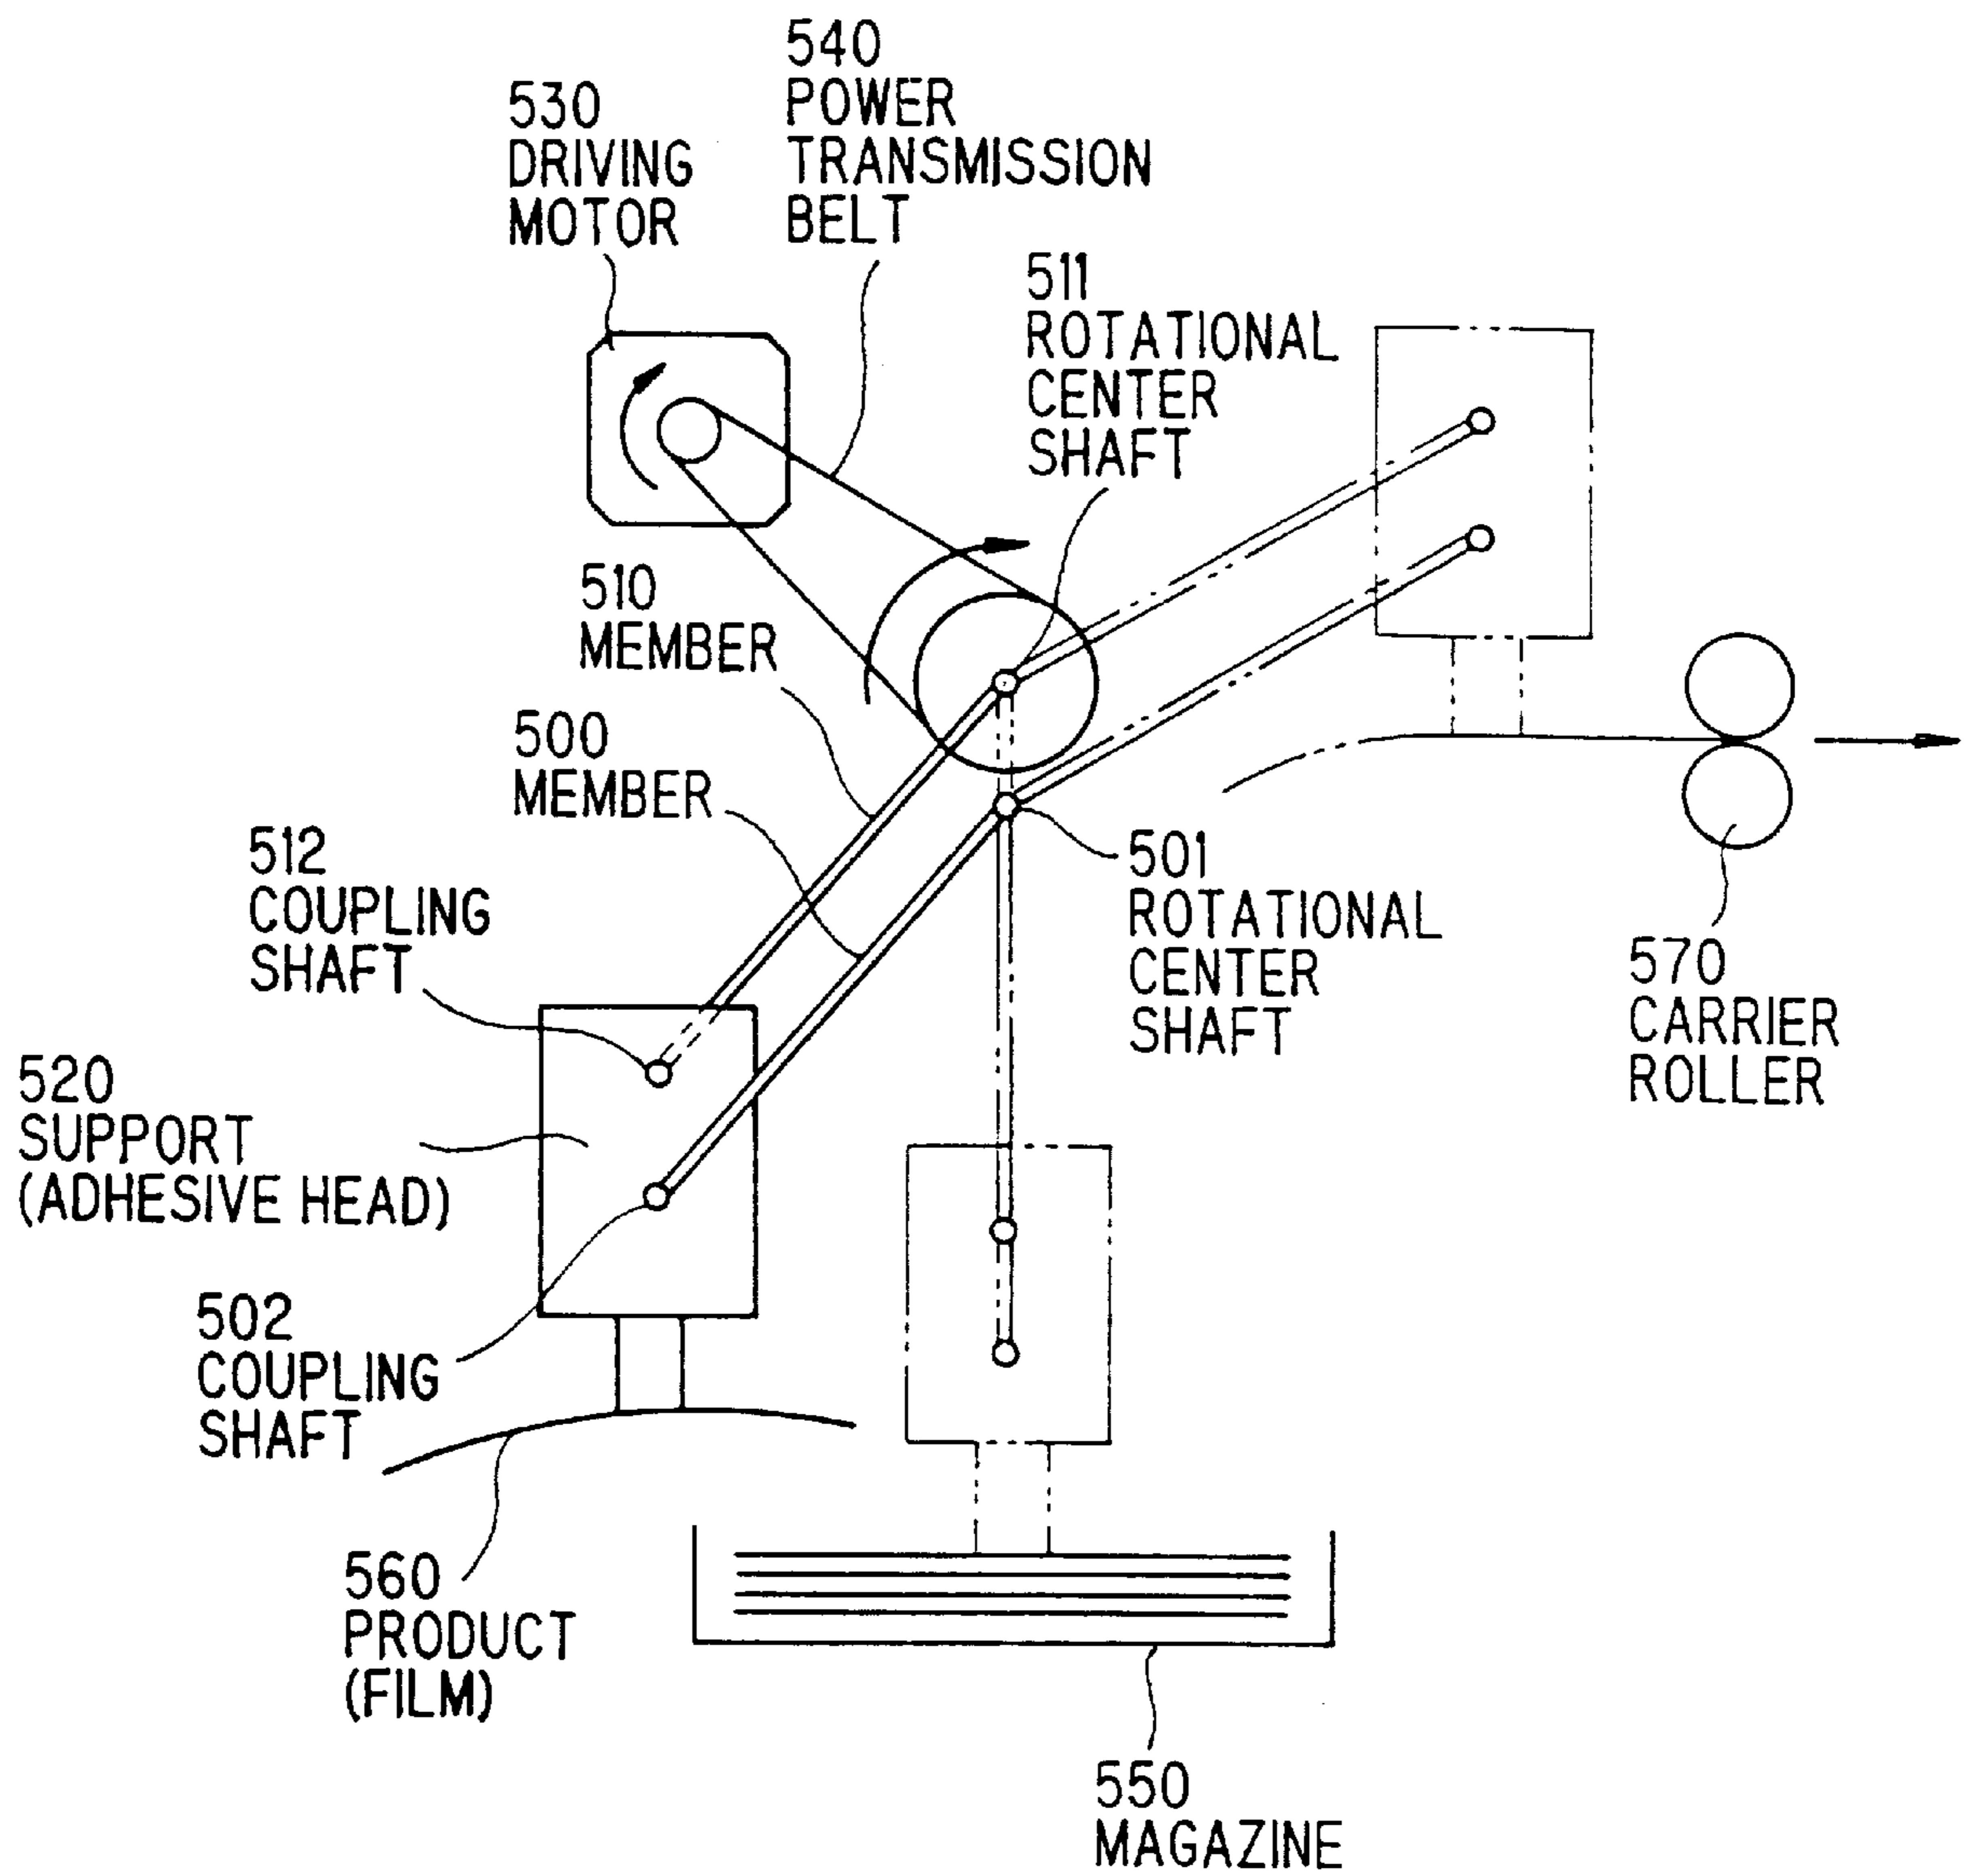 540
POWER
TRANSMISSION
BELT
530
DRIVING
MOTOR
511
ROTATIONAL
CENTER
SHAFT
510
MEMBER
500
MEMBER
512
COUPLING
SHAFT
501
ROTATIONAL
CENTER
SHAFT
570
CARRIER
ROLLER
520
SUPPORT
(ADHESIVE HEAD)
502
COUPLING
SHAFT
560
PRODUCT
(FILM)
550
MAGAZINE